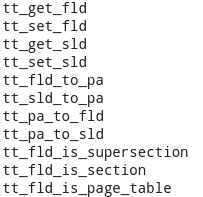 tt_get_fld
tt_set_fld
tt_get_sld
tt_set_sld
tt_fld_to_pa
tt_sld_to_pa
tt_pa_to_fld
tt_pa_to_sld
tt_fld_is_supersection
tt_fld_is_section
tt_fld_is_page_table